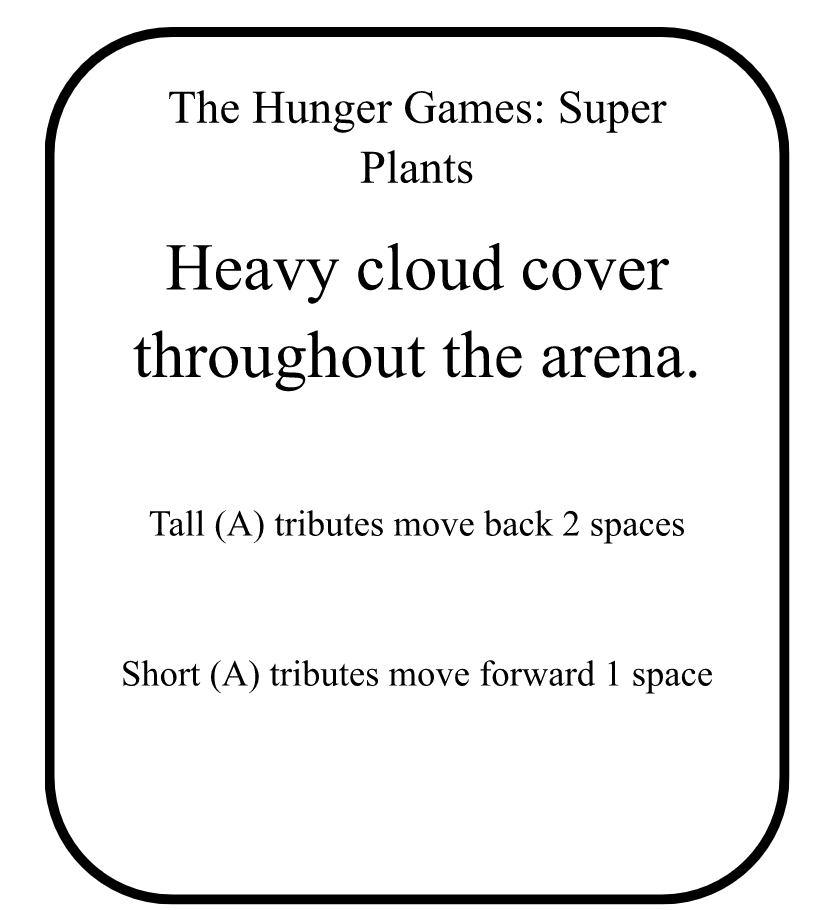 The Hunger Games: Super
Plants
Heavy cloud cover
throughout the arena.
Tall (A) tributes move back 2 spaces
Short (A) tributes move forward 1 space